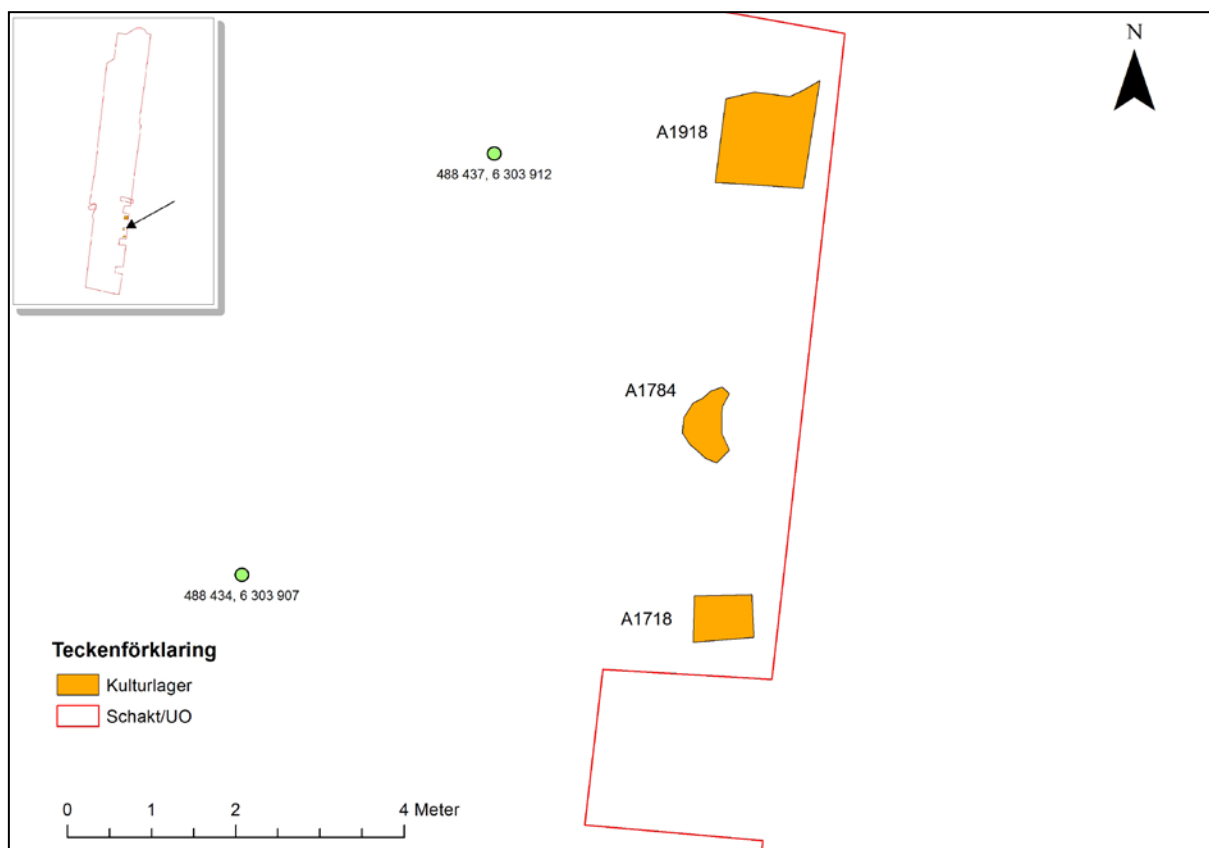 N
A1918
488 437, 6 303 912
A1784
488 434, 6 303 907
A1718
Teckenförklaring
Kulturlager
Schakt/UO
0 1 2 4 Meter